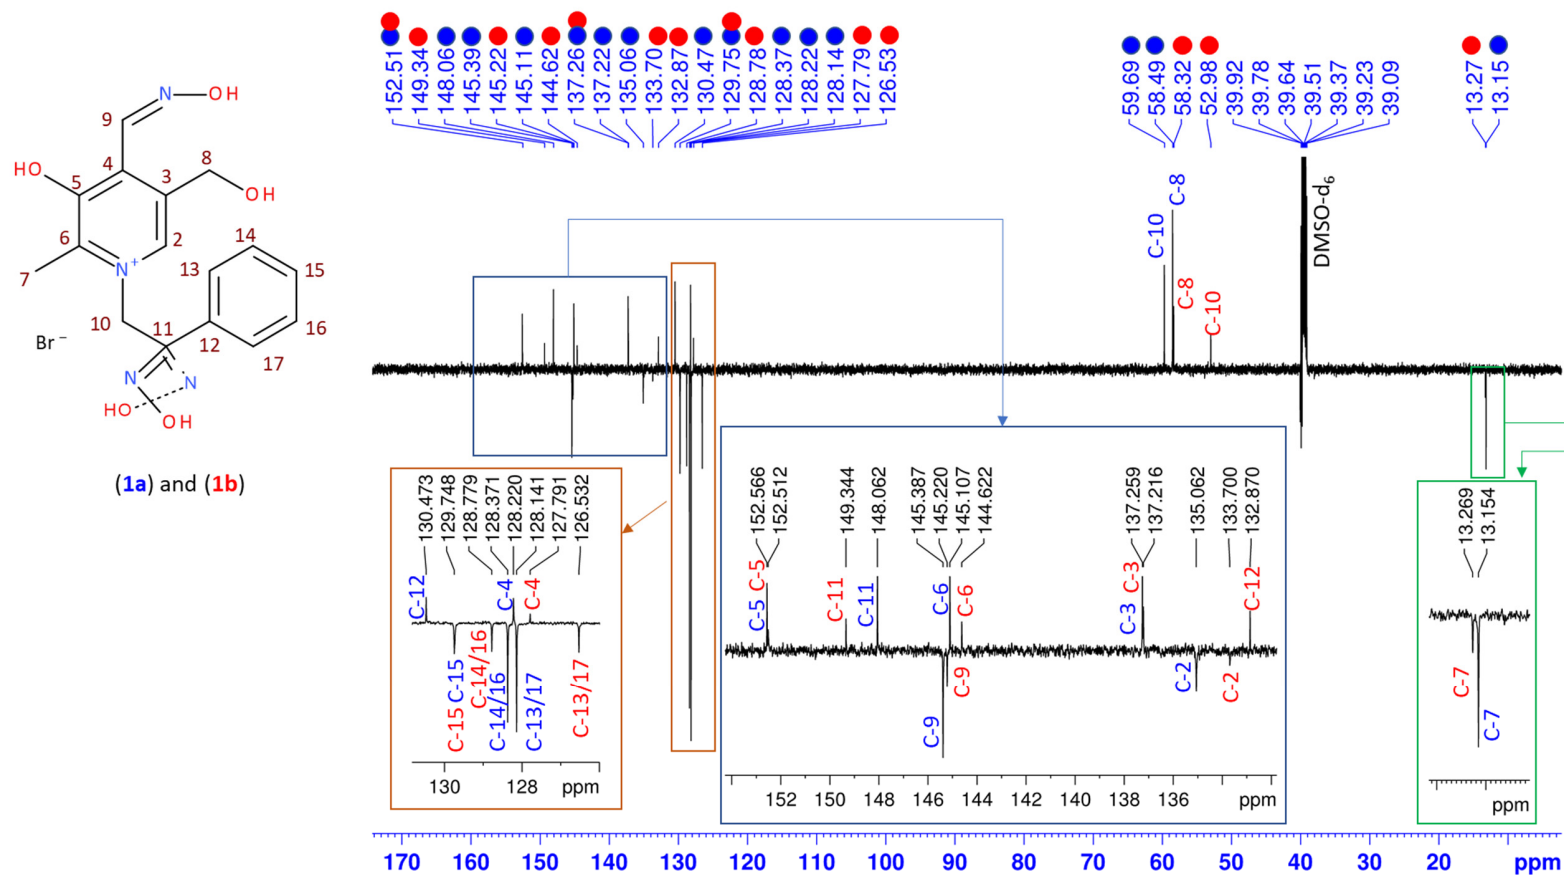 152.51 149.34 148.06 145.39 145.22 145.11 144.62 137.26 137.22 135.06 133.70 132.87 130.47 129.75 128.78 128.37 128.22 128.14 127.79 126.53
59.69 58.49 58.32 52.98 39.92 39.78 39.64 39.51 39.37 39.23 39.09
13.27 13.15
N OH
9
HO 5 4 3 8 OH
6 2
7 N+
14
13 15
10 11 12 16
17
Br−
N N
HO
OH
(1a) and (1b)
C-10 C-8 C-8 C-10
DMSO-d6
130.473 129.748 128.779 128.371 128.220 128.141 127.791 126.532
C-12 C-4 C-4
C-15 C-15 C-14/16 C-14/16 C-13/17 C-13/17
130 128 ppm
152.566 152.512 149.344 148.062 145.387 145.220 145.107 144.622 137.259 137.216 135.062 133.700 132.870
C-5 C-5 C-11 C-11 C-6 C-6 C-3 C-3 C-12
C-9 C-9 C-2 C-2
152 150 148 146 144 142 140 138 136 ppm
13.269 13.154
C-7 C-7
ppm
170 160 150 140 130 120 110 100 90 80 70 60 50 40 30 20 ppm